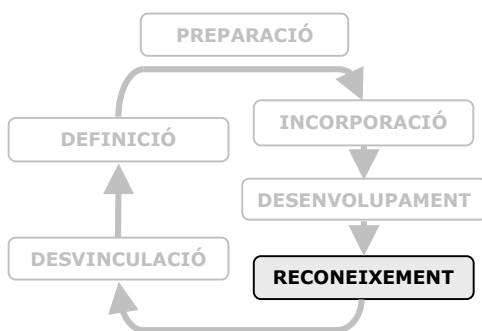 PREPARACIÓ
INCORPORACIÓ
DEFINICIÓ
DESENVOLUPAMENT
DESVINCULACIÓ
RECONEIXEMENT